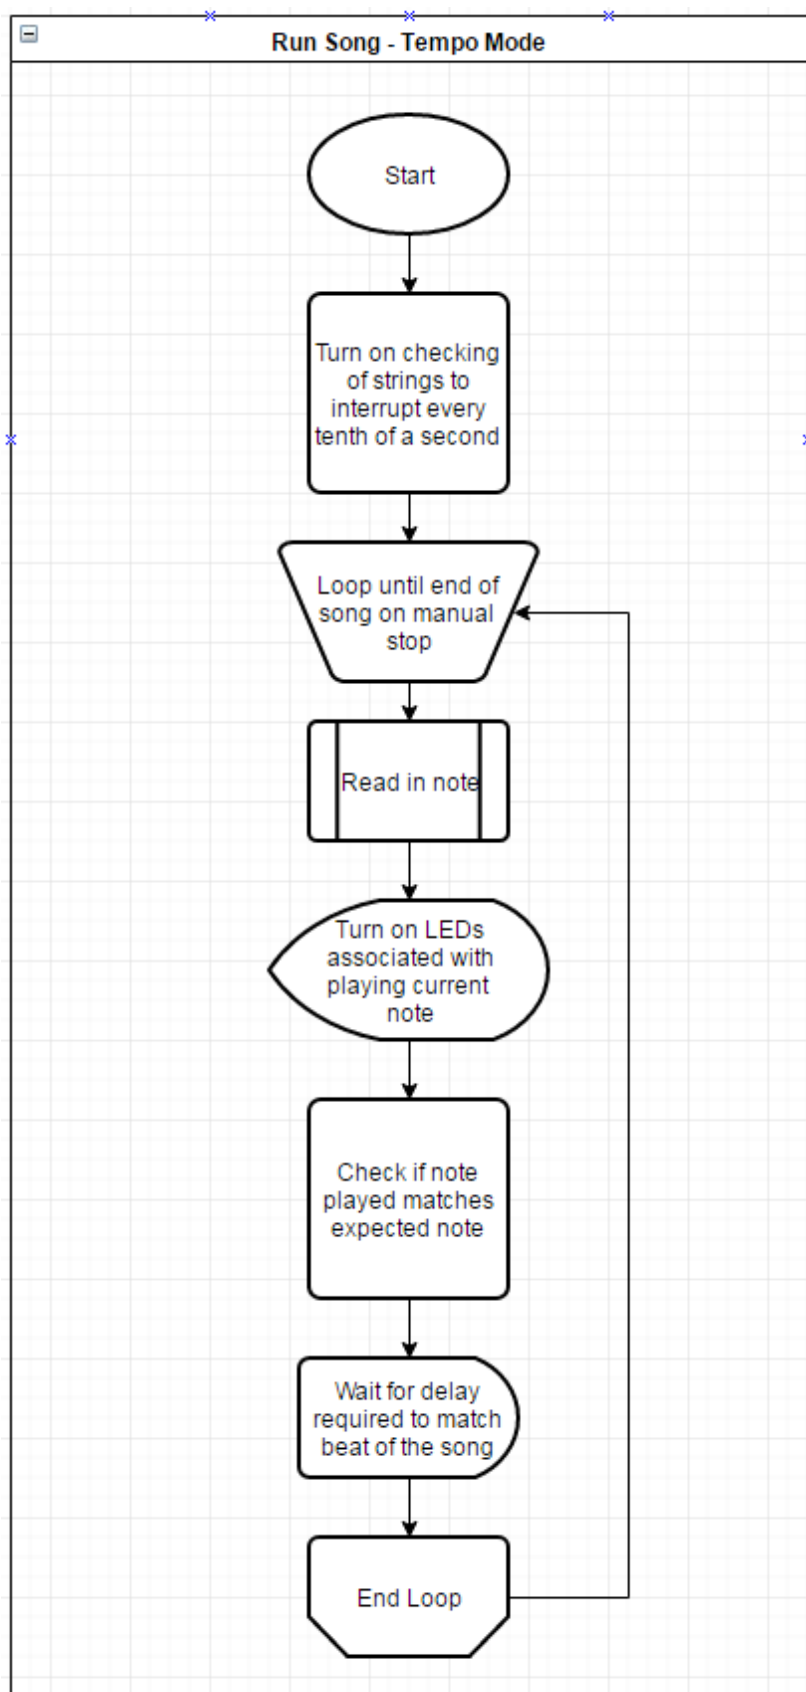 Run Song - Tempo Mode
Start
Turn on checking
of strings to
interrupt every
tenth of a second
Loop until end of
song on manual
stop
Read in note
Turn on LEDs
associated with
playing current
note
Check if note
played matches
expected note
Wait for delay
required to match
beat of the song
End Loop